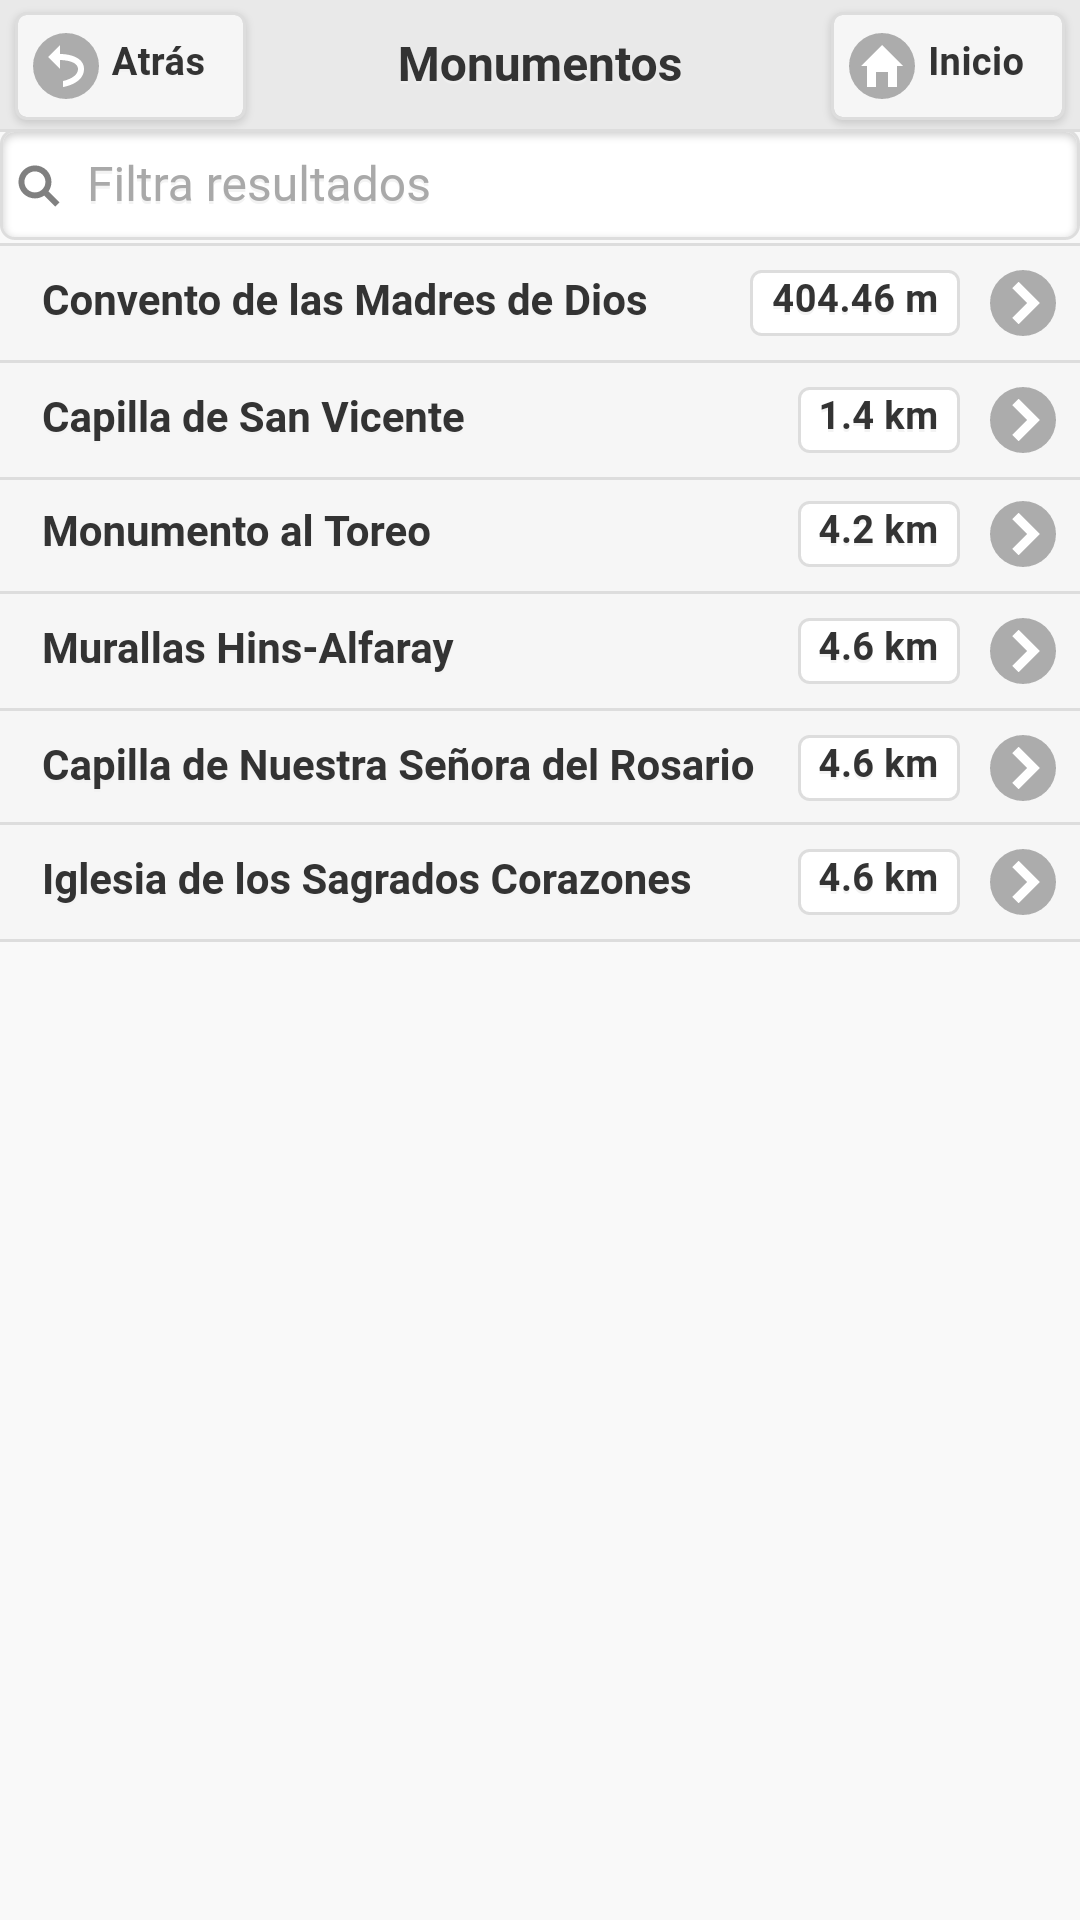 Atrás
Monumentos
Inicio
Filtra resultados
Convento de las Madres de Dios 404.46 m
Capilla de San Vicente 1.4 km
Monumento al Toreo 4.2 km
Murallas Hins-Alfaray 4.6 km
Capilla de Nuestra Señora del Rosario 4.6 km
Iglesia de los Sagrados Corazones 4.6 km